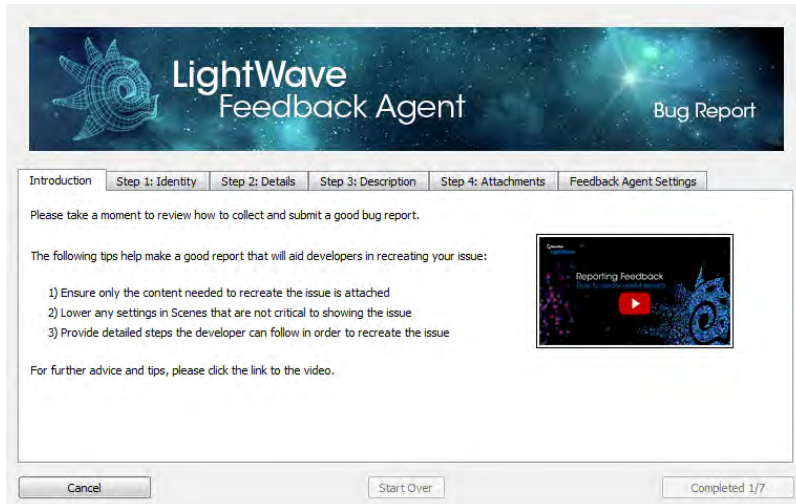 LightWave
Feedback Agent
Bug Report
Introduction
Step 1: Identity
Step 2: Details
Step 3: Description
Step 4: Attachments
Feedback Agent Settings
Please take a moment to review how to collect and submit a good bug report.
The following tips help make a good report that will aid developers in recreating your issue:
1) Ensure only the content needed to recreate the issue is attached
2) Lower any settings in Scenes that are not critical to showing the issue
3) Provide detailed steps the developer can follow in order to recreate the issue
For further advice and tips, please click the link to the video.
LightWave
Reporting Feedback
Cancel
Start Over
Completed 1/7